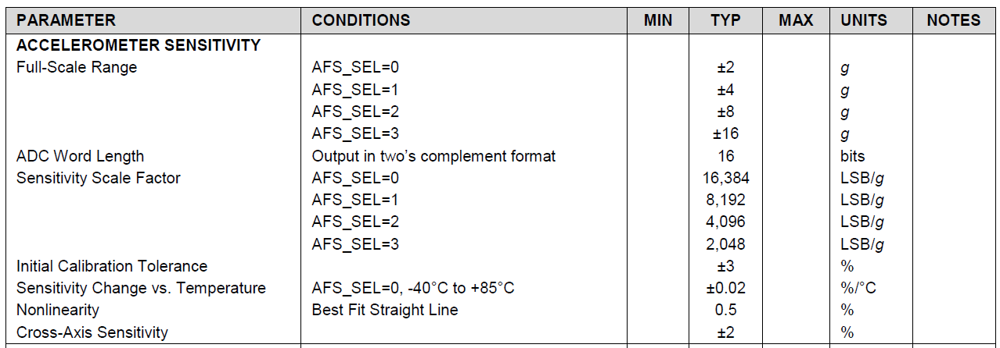 PARAMETER CONDITIONS MIN TYP MAX UNITS NOTES
ACCELEROMETER SENSITIVITY
Full-Scale Range AFS_SEL=0 ±2 g
AFS_SEL=1 ±4 g
AFS_SEL=2 ±8 g
AFS_SEL=3 ±16 g
ADC Word Length Output in two’s complement format 16 bits
Sensitivity Scale Factor AFS_SEL=0 16,384 LSB/g
AFS_SEL=1 8,192 LSB/g
AFS_SEL=2 4,096 LSB/g
AFS_SEL=3 2,048 LSB/g
Initial Calibration Tolerance ±3 %
Sensitivity Change vs. Temperature AFS_SEL=0, -40°C to +85°C ±0.02 %/°C
Nonlinearity Best Fit Straight Line 0.5 %
Cross-Axis Sensitivity ±2 %